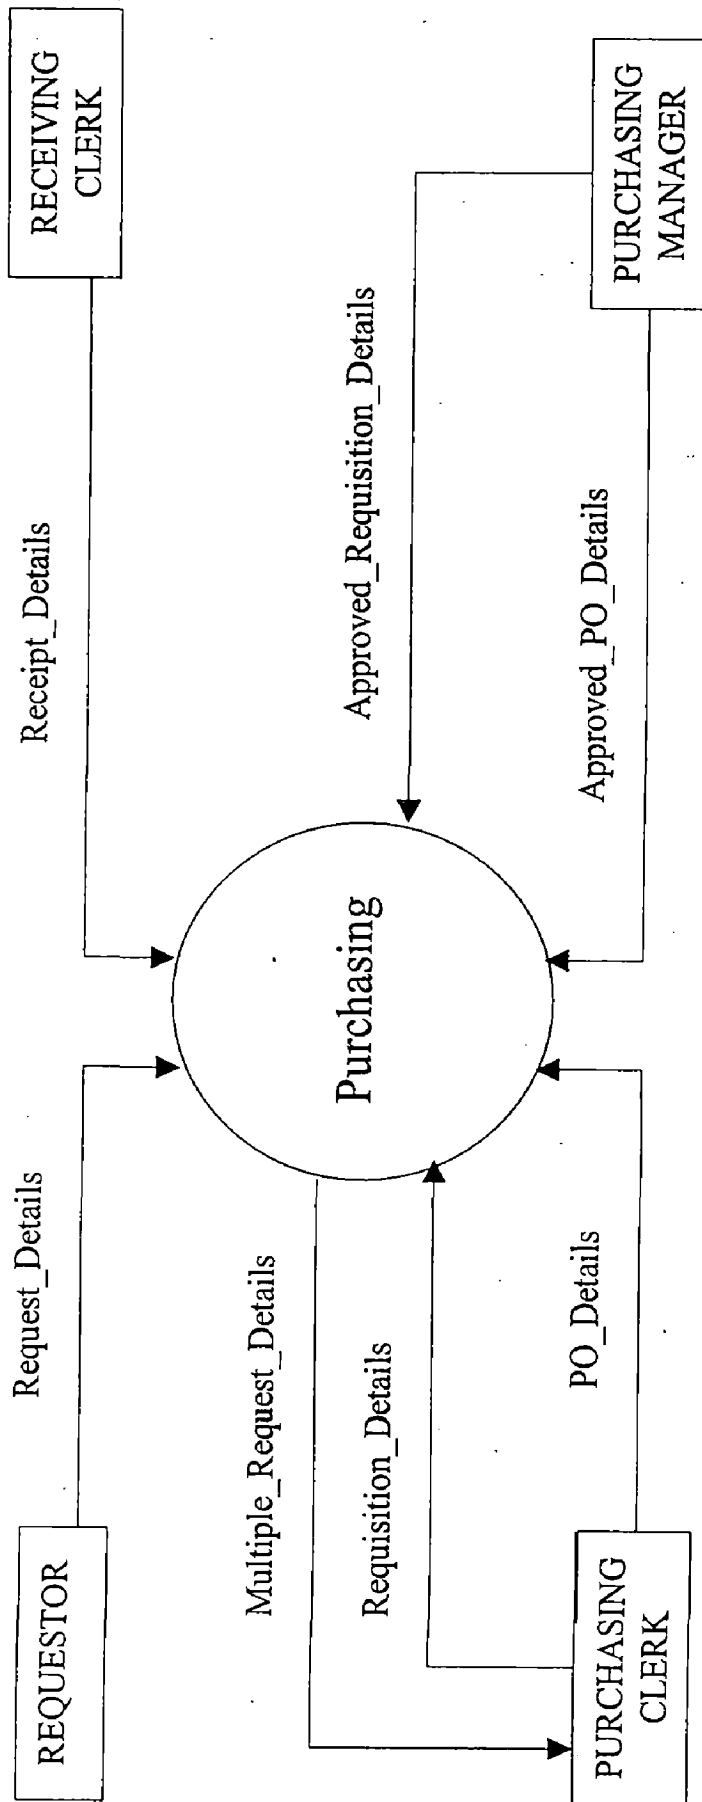 REQUESTOR
Request_Details
Receipt_Details
RECEIVING
CLERK
Multiple_Request_Details
Requisition_Details
Purchasing
Approved_Requisition_Details
PO_Details
Approved_PO_Details
PURCHASING
CLERK
PURCHASING
MANAGER